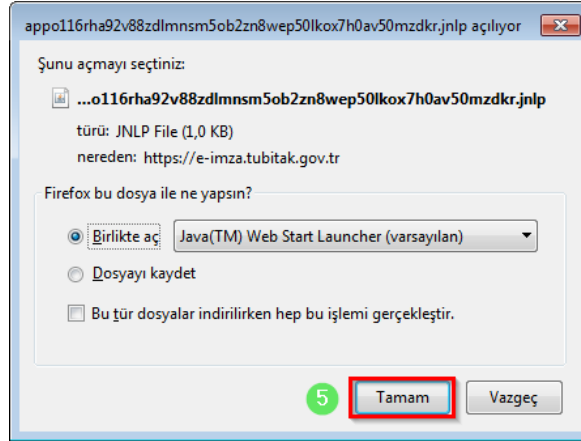 appo116rha92v88zdlmnsm5ob2zn8wep50lkox7h0av50mzdkr.jnlp açılıyor
Şunu açmayı seçtiniz:
...o116rha92v88zdlmnsm5ob2zn8wep50lkox7h0av50mzdkr.jnlp
türü: JNLP File (1,0 KB)
nereden: https://e-imza.tubitak.gov.tr
Firefox bu dosya ile ne yapsın?
Birlikte aç Java(TM) Web Start Launcher (varsayılan)
Dosyayı kaydet
Bu tür dosyalar indirilirken hep bu işlemi gerçekleştir.
5 Tamam Vazgeç